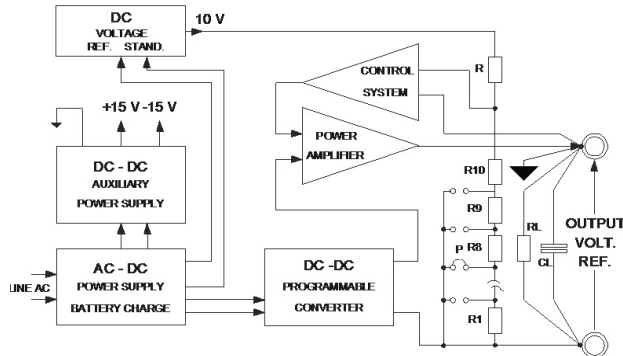 DC
VOLTAGE
REF. STAND.
10 V
R
CONTROL
SYSTEM
+15 V -15 V
POWER
AMPLIFIER
DC - DC
AUXILIARY
POWER SUPPLY
R10
R9
RL
OUTPUT
VOLT.
REF.
P
R8
CL
AC - DC
POWER SUPPLY
BATTERY CHARGE
LINE AC
DC -DC
PROGRAMMABLE
CONVERTER
R1